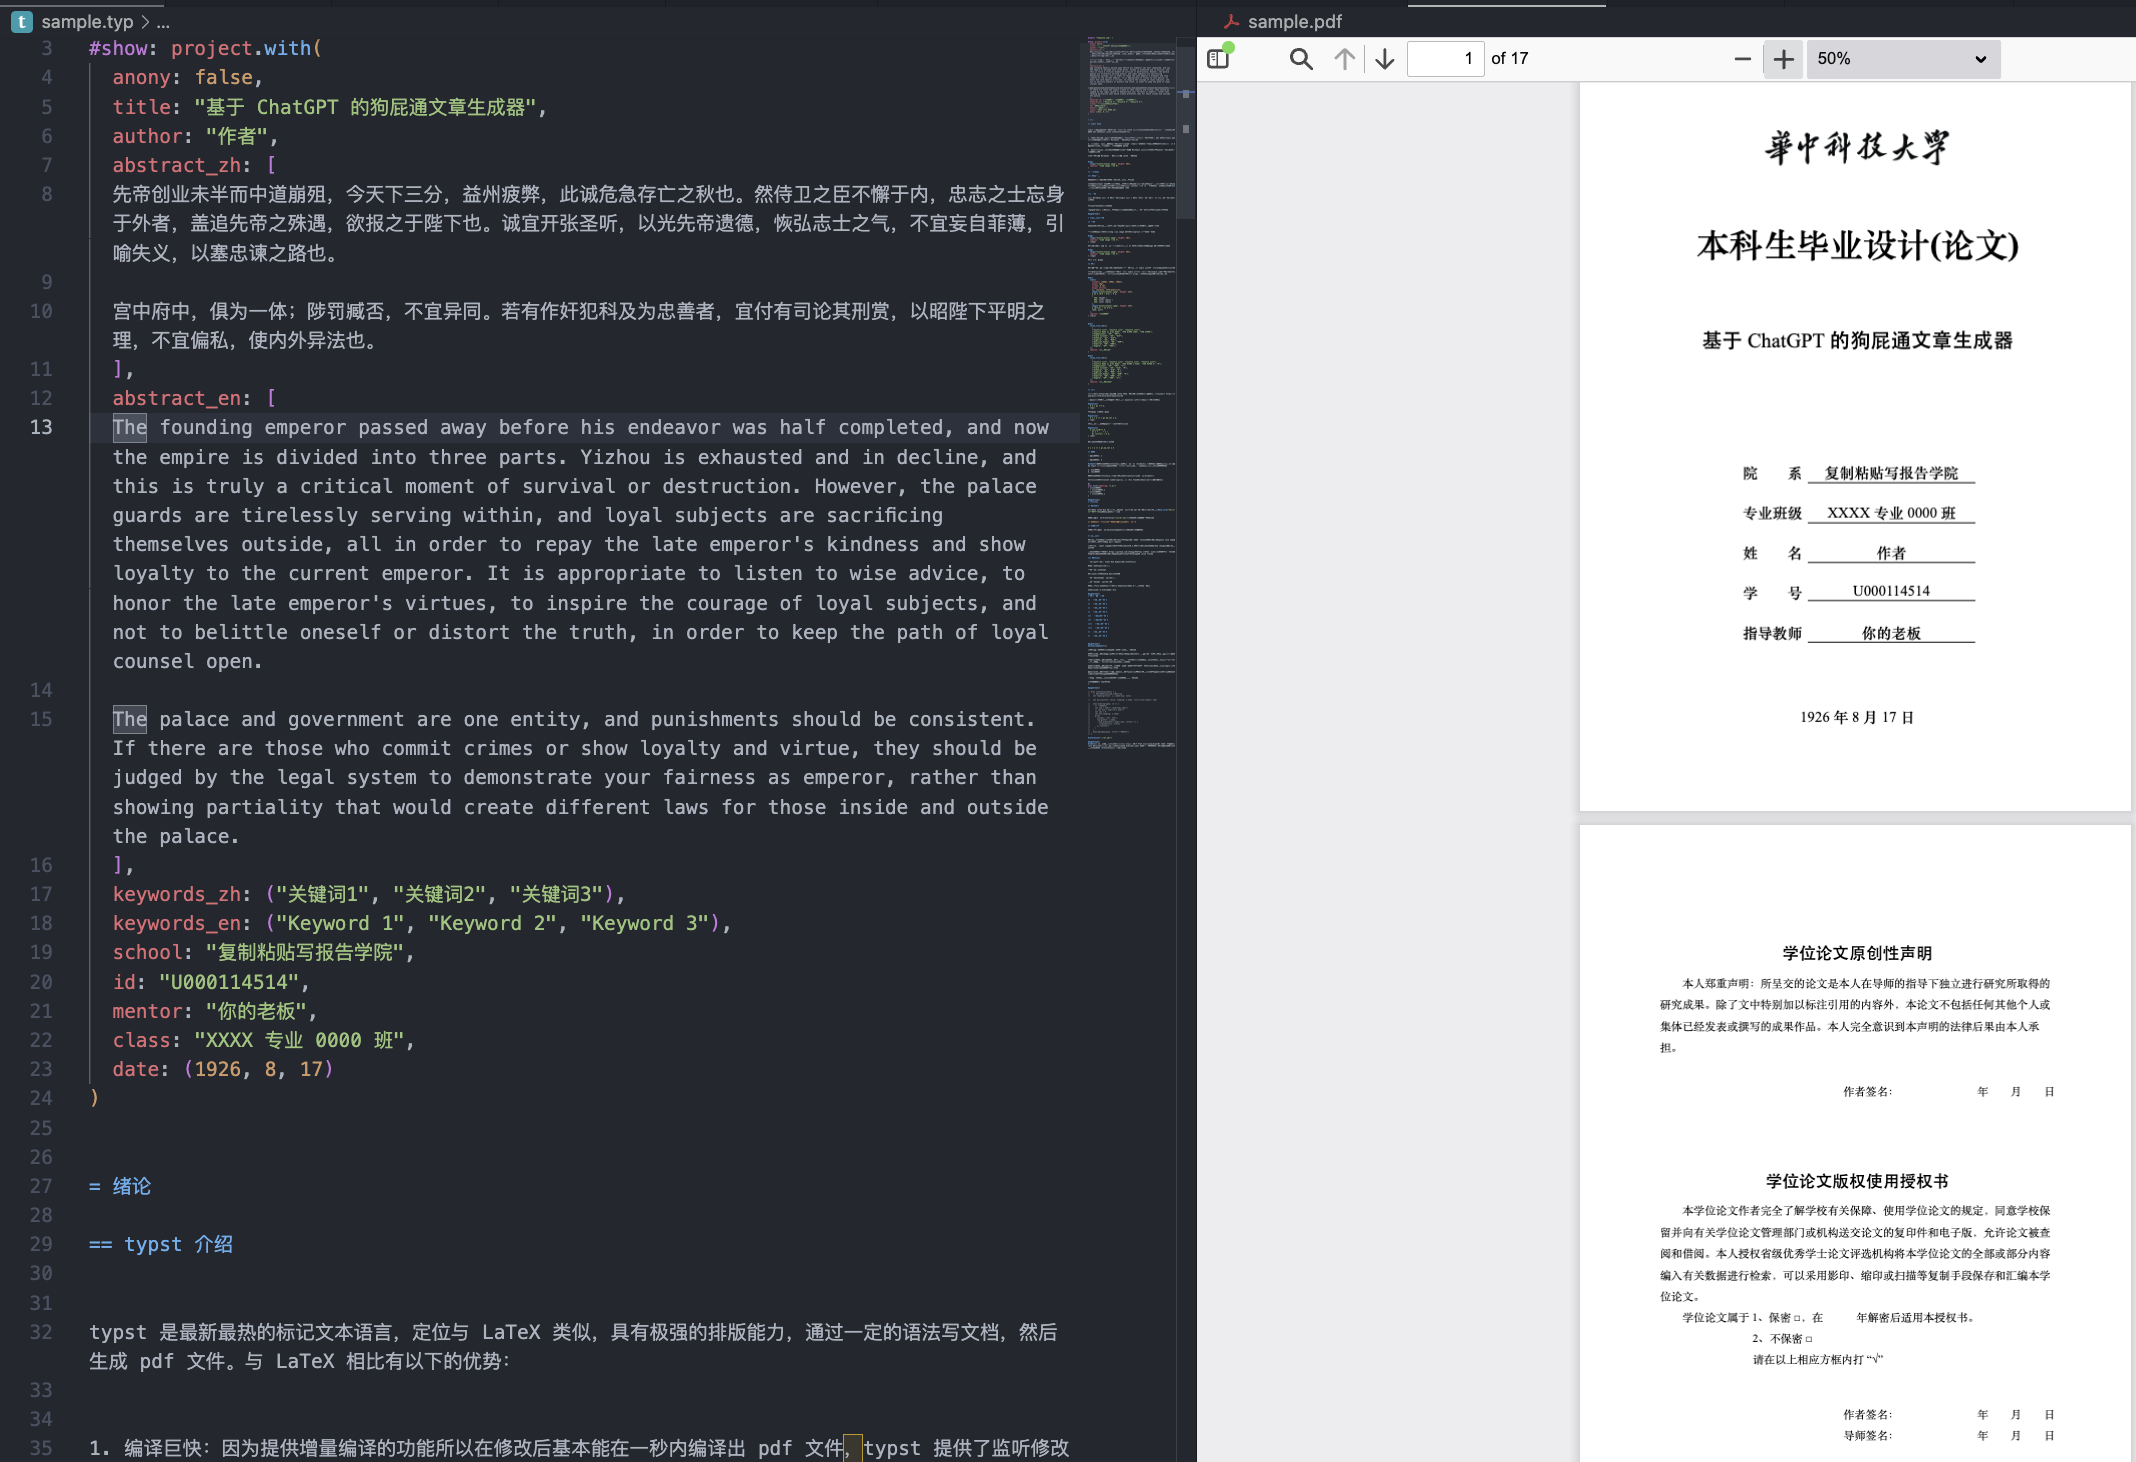 sample.typ > ...
3 #show: project.with(
4 anony: false,
5 title: "基于 ChatGPT 的狗屁通文章生成器",
6 author: "作者",
7 abstract_zh: [
8 先帝创业未半而中道崩殂，今天下三分，益州疲弊，此诚危急存亡之秋也。然侍卫之臣不懈于内，忠志之士忘身
于外者，盖追先帝之殊遇，欲报之于陛下也。诚宜开张圣听，以光先帝遗德，恢弘志士之气，不宜妄自菲薄，引
喻失义，以塞忠谏之路也。
9
10 宫中府中，俱为一体；陟罚臧否，不宜异同。若有作奸犯科及为忠善者，宜付有司论其刑赏，以昭陛下平明之
理，不宜偏私，使内外异法也。
11 ],
12 abstract_en: [
13 The founding emperor passed away before his endeavor was half completed, and now
the empire is divided into three parts. Yizhou is exhausted and in decline, and
this is truly a critical moment of survival or destruction. However, the palace
guards are tirelessly serving within, and loyal subjects are sacrificing
themselves outside, all in order to repay the late emperor's kindness and show
loyalty to the current emperor. It is appropriate to listen to wise advice, to
honor the late emperor's virtues, to inspire the courage of loyal subjects, and
not to belittle oneself or distort the truth, in order to keep the path of loyal
counsel open.
14
15 The palace and government are one entity, and punishments should be consistent.
If there are those who commit crimes or show loyalty and virtue, they should be
judged by the legal system to demonstrate your fairness as emperor, rather than
showing partiality that would create different laws for those inside and outside
the palace.
16 ],
17 keywords_zh: ("关键词1", "关键词2", "关键词3"),
18 keywords_en: ("Keyword 1", "Keyword 2", "Keyword 3"),
19 school: "复制粘贴写报告学院",
20 id: "U000114514",
21 mentor: "你的老板",
22 class: "XXXX 专业 0000 班",
23 date: (1926, 8, 17)
24 )
25
26
27 = 绪论
28
29 == typst 介绍
30
31
32 typst 是最新最热的标记文本语言，定位与 LaTeX 类似，具有极强的排版能力，通过一定的语法写文档，然后
生成 pdf 文件。与 LaTeX 相比有以下的优势：
33
34
35 1. 编译巨快：因为提供增量编译的功能所以在修改后基本能在一秒内编译出 pdf 文件，typst 提供了监听修改
sample.pdf
1 of 17
50%
華中科技大學
本科生毕业设计(论文)
基于 ChatGPT 的狗屁通文章生成器
院 系 复制粘贴写报告学院
专业班级 XXXX 专业 0000 班
姓 名 作者
学 号 U000114514
指导教师 你的老板
1926 年 8 月 17 日
学位论文原创性声明
本人郑重声明：所呈交的论文是本人在导师的指导下独立进行研究所取得的
研究成果。除了文中特别加以标注引用的内容外，本论文不包括任何其他个人或
集体已经发表或撰写的成果作品。本人完全意识到本声明的法律后果由本人承
担。
作者签名： 年 月 日
学位论文版权使用授权书
本学位论文作者完全了解学校有关保障、使用学位论文的规定，同意学校保
留并向有关学位论文管理部门或机构送交论文的复印件和电子版，允许论文被查
阅和借阅。本人授权省级优秀学士论文评选机构将本学位论文的全部或部分内容
编入有关数据进行检索，可以采用影印、缩印或扫描等复制手段保存和汇编本学
位论文。
学位论文属于 1、保密 □，在 年解密后适用本授权书。
2、不保密 □
请在以上相应方框内打 “√”
作者签名： 年 月 日
导师签名： 年 月 日